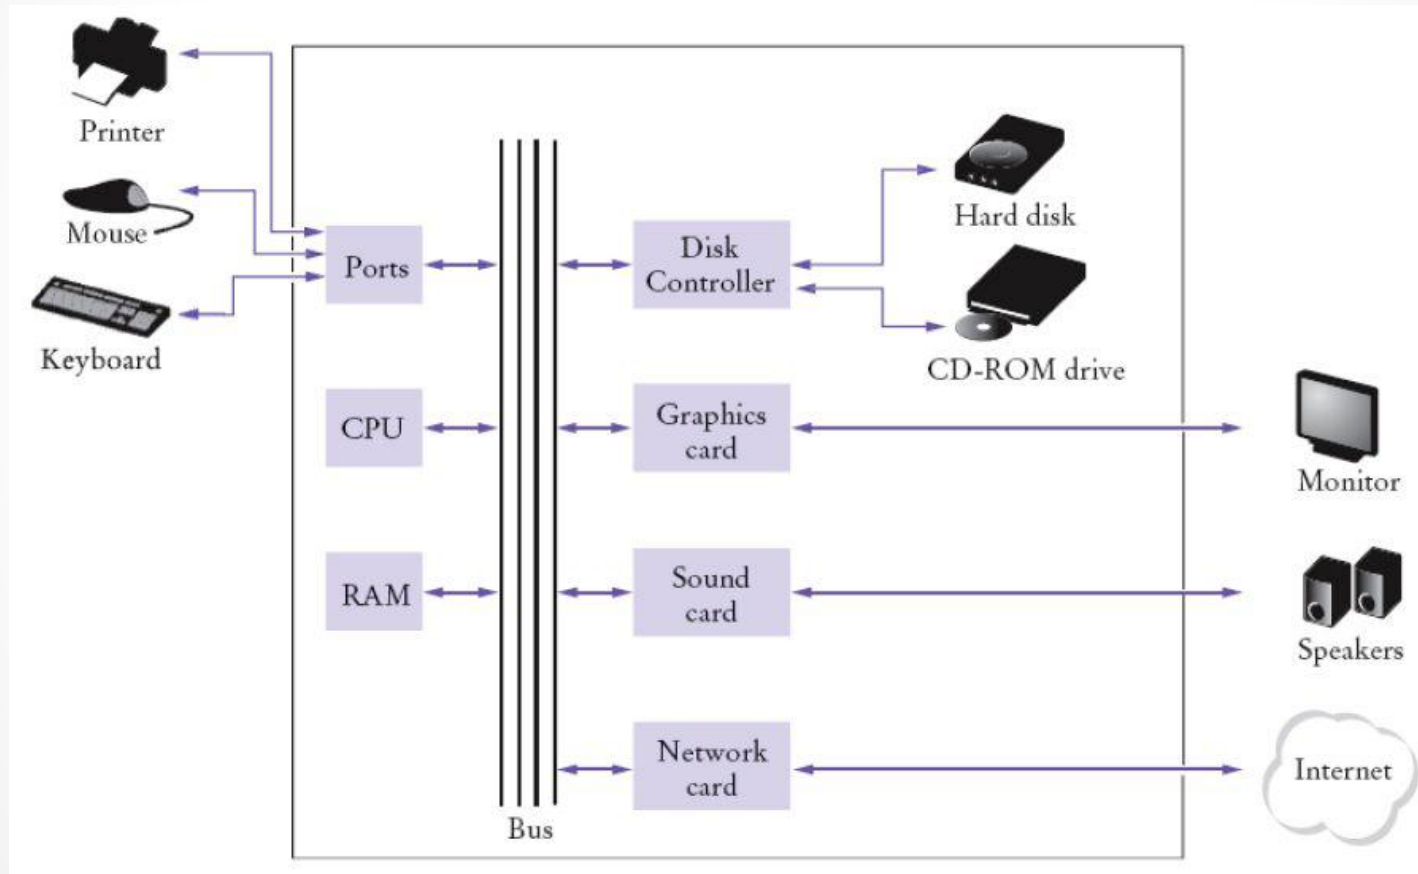 Printer
Mouse
Keyboard
Ports
CPU
RAM
Bus
Disk
Controller
Hard disk
CD-ROM drive
Graphics
card
Monitor
Sound
card
Speakers
Network
card
Internet